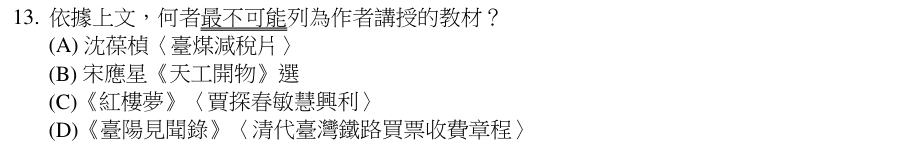 13. 依據上文，何者最不可能列為作者講授的教材？
(A) 沈葆楨〈臺煤減稅片〉
(B) 宋應星《天工開物》選
(C)《紅樓夢》〈賈探春敏慧興利〉
(D)《臺陽見聞錄》〈清代臺灣鐵路買票收費章程〉